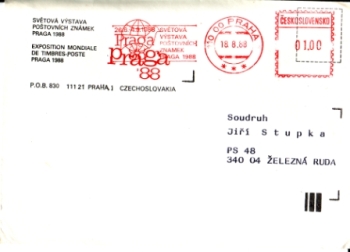 SVĚTOVÁ VÝSTAVA
POŠTOVNÍCH ZNÁMEK
PRAGA 1988
EXPOSITION MONDIALE
DE TIMBRES-POSTE
PRAGA 1988
P.O.B. 830 111 21 PRAHA 1 CZECHOSLOVAKIA
SVĚTOVÁ
VÝSTAVA
POŠTOVNÍCH
ZNÁMEK
PRAGA 1988
Praga
praga
'88
PRAHA
18.8.88
ČESKOSLOVENSKO
01.00
Soudruh
Jiří Stupka
PS 48
340 04 ŽELEZNÁ RUDA